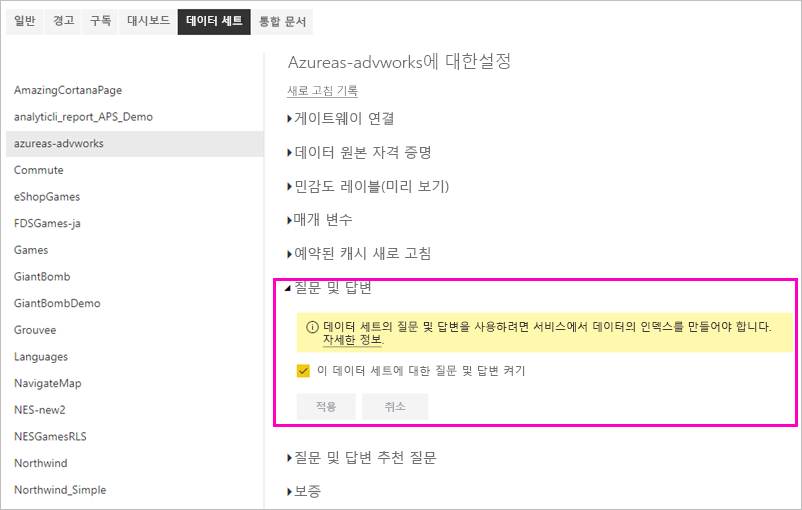 일반 경고 구독 대시보드 데이터 세트 통합 문서
AmazingCortanaPage
analyticli_report_APS_Demo
azureas-advworks
Commute
eShopGames
FDSGames-ja
Games
GiantBomb
GiantBombDemo
Grouvee
Languages
NavigateMap
NES-new2
NESGamesRLS
Northwind
Northwind_Simple
Azureas-advworks에 대한설정
새로 고침 기록
게이트웨이 연결
데이터 원본 자격 증명
민감도 레이블(미리 보기)
매개 변수
예약된 캐시 새로 고침
질문 및 답변
데이터 세트의 질문 및 답변을 사용하려면 서비스에서 데이터의 인덱스를 만들어야 합니다.
자세한 정보.
이 데이터 세트에 대한 질문 및 답변 켜기
적용 취소
질문 및 답변 추천 질문
보증